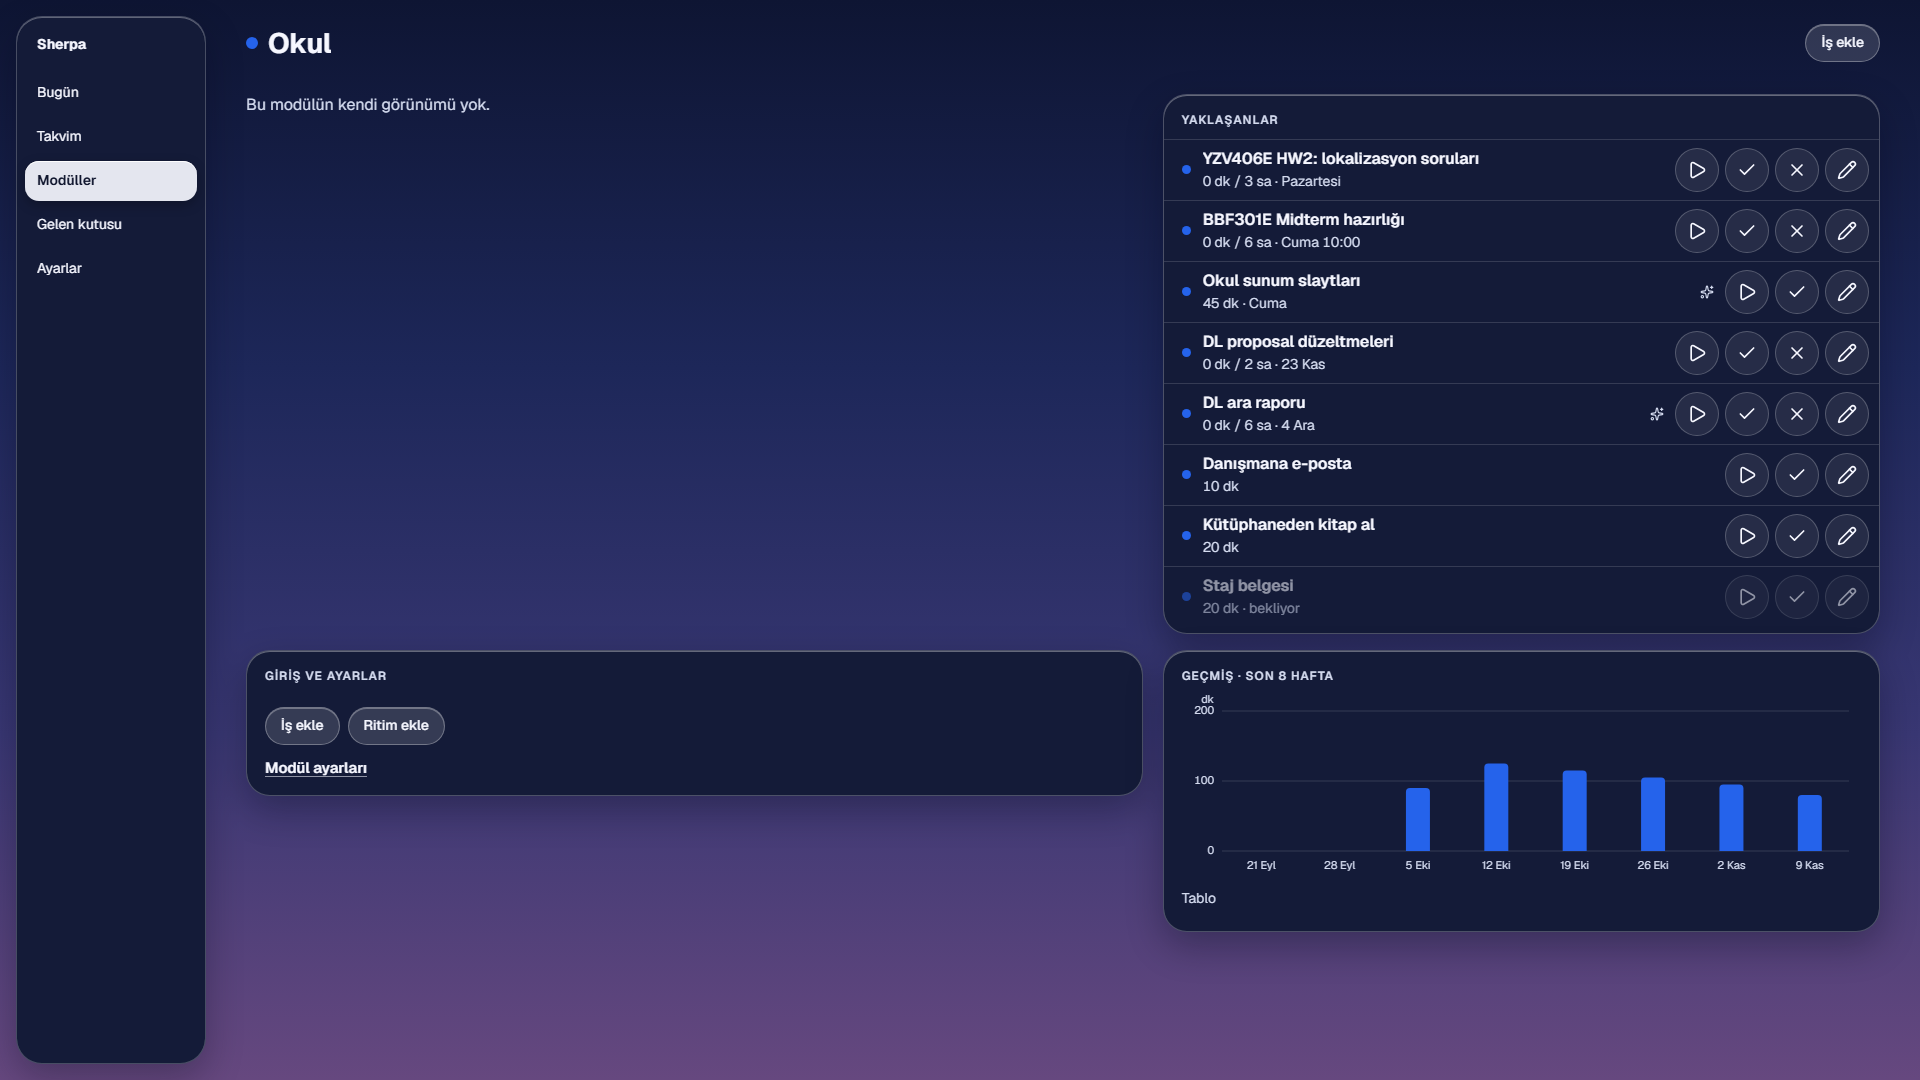 Sherpa
Bugün
Takvim
Modüller
Gelen kutusu
Ayarlar
Okul
İş ekle
Bu modülün kendi görünümü yok.
YAKLAŞANLAR
YZV406E HW2: lokalizasyon soruları
0 dk / 3 sa · Pazartesi
BBF301E Midterm hazırlığı
0 dk / 6 sa · Cuma 10:00
Okul sunum slaytları
45 dk · Cuma
DL proposal düzeltmeleri
0 dk / 2 sa · 23 Kas
DL ara raporu
0 dk / 6 sa · 4 Ara
Danışmana e-posta
10 dk
Kütüphaneden kitap al
20 dk
Staj belgesi
20 dk · bekliyor
GİRİŞ VE AYARLAR
İş ekle
Ritim ekle
Modül ayarları
GEÇMİŞ · SON 8 HAFTA
dk
200
100
0
21 Eyl
28 Eyl
5 Eki
12 Eki
19 Eki
26 Eki
2 Kas
9 Kas
Tablo